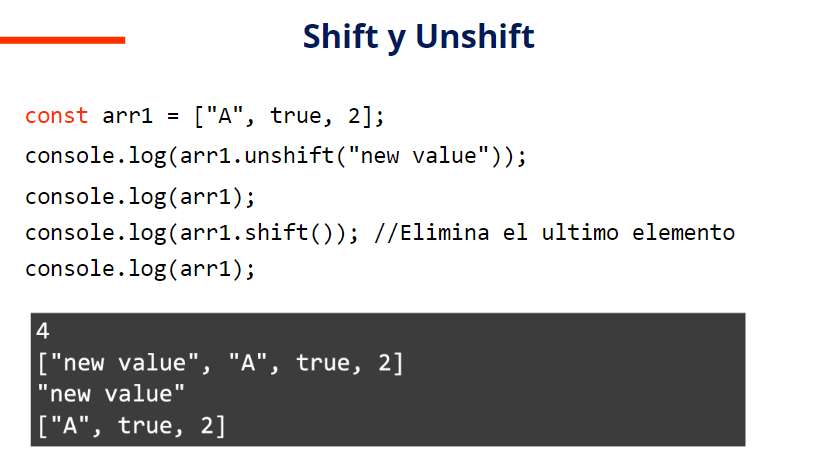 Shift y Unshift
const arr1 = ["A", true, 2];
console.log(arr1.unshift("new value"));
console.log(arr1);
console.log(arr1.shift()); //Elimina el ultimo elemento
console.log(arr1);
4
["new value", "A", true, 2]
"new value"
["A", true, 2]